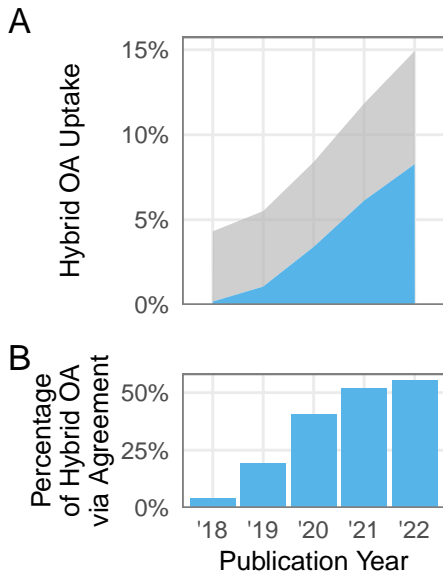 A
Hybrid OA Uptake
15%
10%
5%
0%
B
Percentage
of Hybrid OA
via Agreement
50%
25%
0%
'18 '19 '20 '21 '22
Publication Year